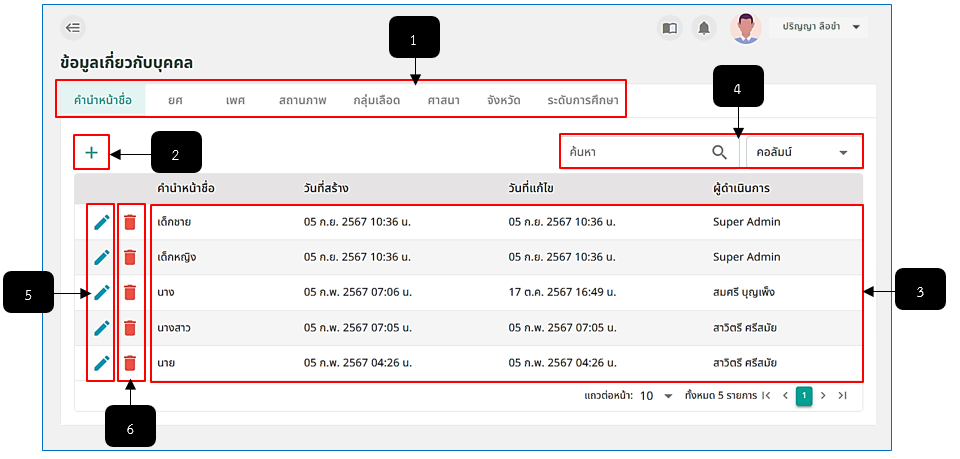 1
ปริญญา ลือขำ
ข้อมูลเกี่ยวกับบุคคล
4
คำนำหน้าชื่อ ยศ เพศ สถานภาพ กลุ่มเลือด ศาสนา จังหวัด ระดับการศึกษา
+ 2 ค้นหา คอลัมน์
คำนำหน้าชื่อ วันที่สร้าง วันที่แก้ไข ผู้ดำเนินการ
เด็กชาย 05 ก.ย. 2567 10:36 น. 05 ก.ย. 2567 10:36 น. Super Admin
เด็กหญิง 05 ก.ย. 2567 10:36 น. 05 ก.ย. 2567 10:36 น. Super Admin
5 นาง 05 ก.พ. 2567 07:06 น. 17 ต.ค. 2567 16:49 น. สมศรี บุญเพ็ง 3
นางสาว 05 ก.พ. 2567 07:05 น. 05 ก.พ. 2567 07:05 น. สาวิตรี ศรีสมัย
นาย 05 ก.พ. 2567 04:26 น. 05 ก.พ. 2567 04:26 น. สาวิตรี ศรีสมัย
แถวต่อหน้า: 10 ทั้งหมด 5 รายการ 1
6